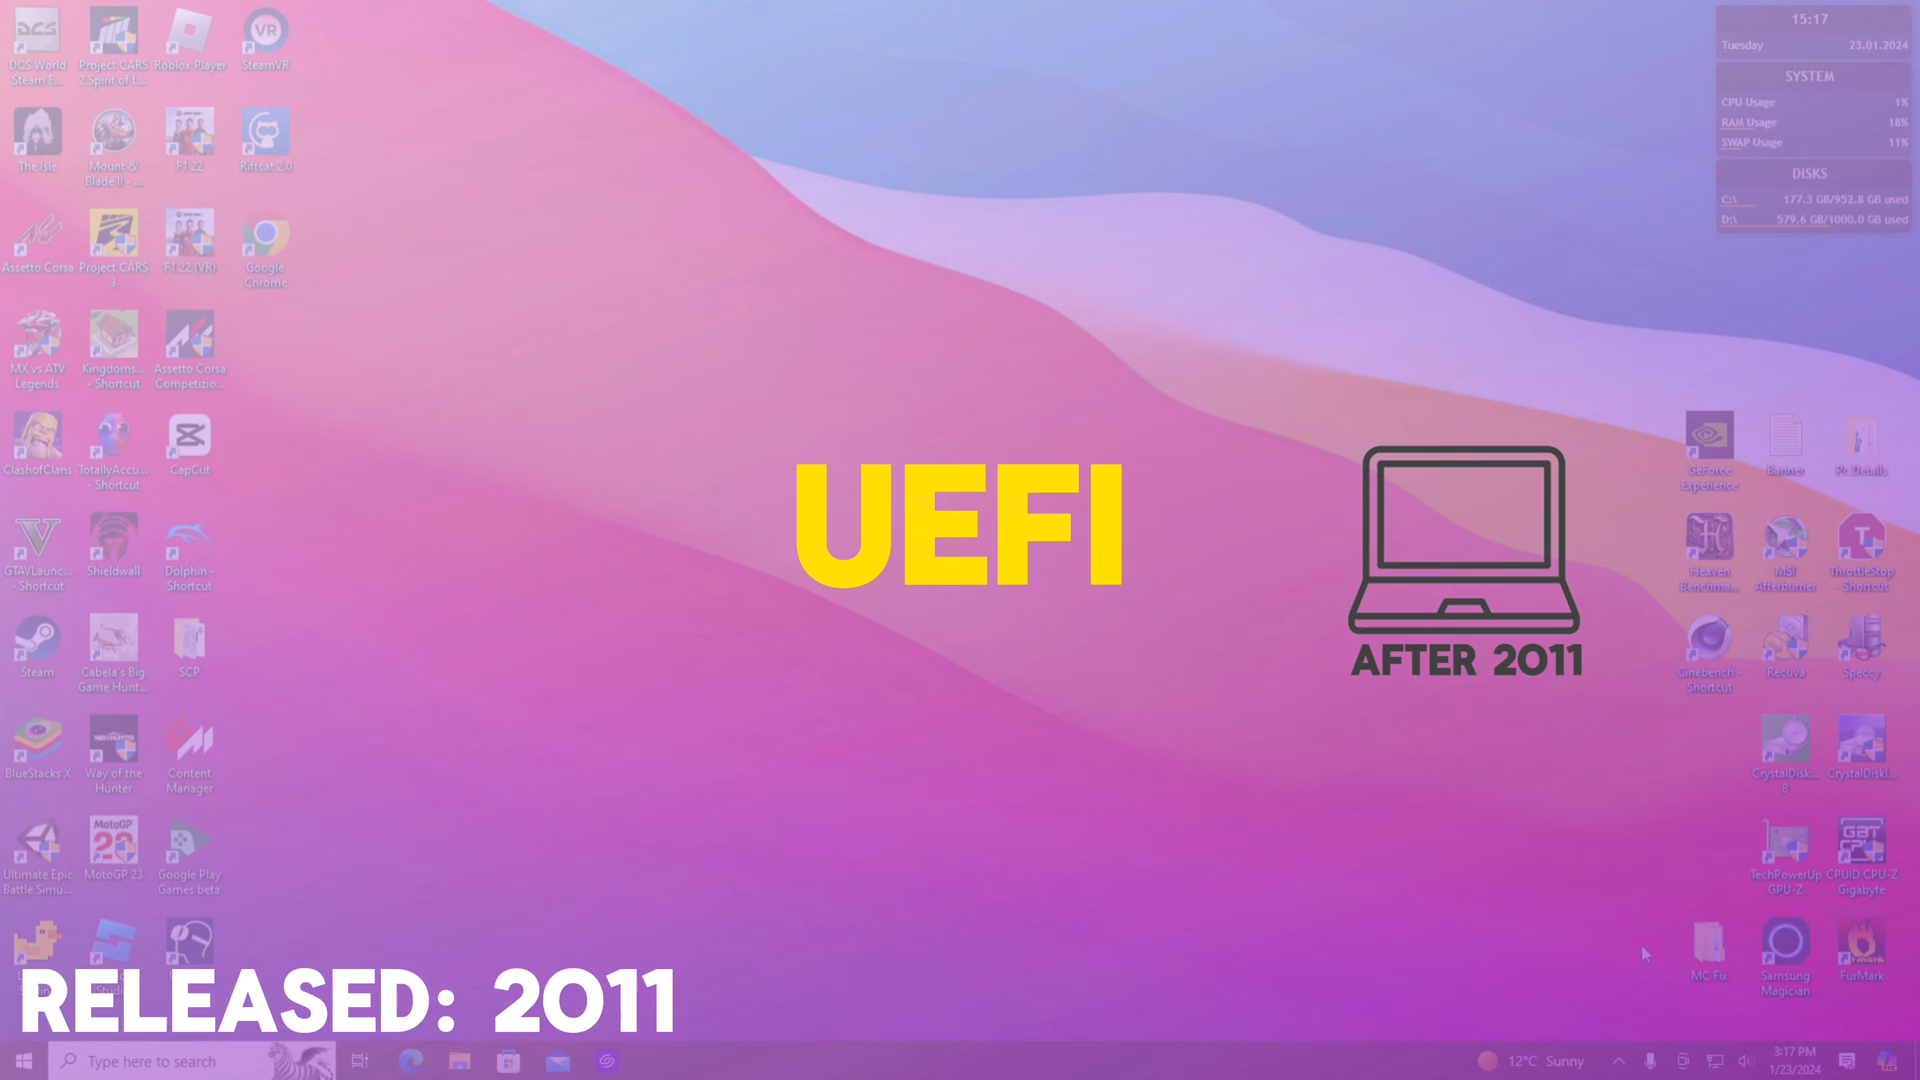 DCS World
Steam E...
Project CARS
2 Spirit of L...
Roblox Player
SteamVR
The Isle
Mount &
Blade II - ...
F1 22
Riftcat 2.0
Assetto Corsa
Project CARS
3
F1 22 (VR)
Google
Chrome
MX vs ATV
Legends
Kingdoms...
- Shortcut
Assetto Corsa
Competizio...
ClashofClans
TotallyAccu...
- Shortcut
CapCut
GTAVLaunc...
- Shortcut
Shieldwall
Dolphin -
Shortcut
Steam
Cabela's Big
Game Hunt...
SCP
BlueStacks X
Way of the
Hunter
Content
Manager
Ultimate Epic
Battle Simu...
MotoGP 23
Google Play
Games beta
15:17
Tuesday 23.01.2024
SYSTEM
CPU Usage 1%
RAM Usage 18%
SWAP Usage 11%
DISKS
C:\ 177.3 GB/952.8 GB used
D:\ 579.6 GB/1000.0 GB used
UEFI
AFTER 2011
GeForce
Experience
Banner
Pc Details
Heaven
Benchma...
MSI
Afterburner
ThrottleStop
- Shortcut
Cinebench -
Shortcut
Recuva
Speccy
CrystalDisk...
8
CrystalDiskI...
TechPowerUp
GPU-Z
CPUID CPU-Z
Gigabyte
MC Fix
Samsung
Magician
FurMark
RELEASED: 2011
Type here to search
12°C Sunny
3:17 PM
1/23/2024